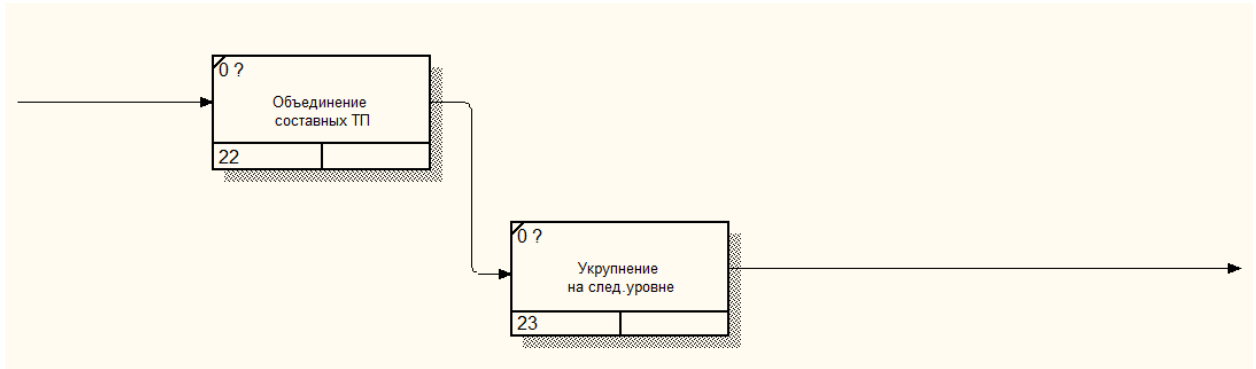 0 ?
Объединение
составных ТП
22
0 ?
Укрупнение
на след.уровне
23